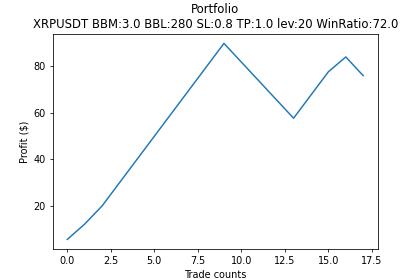 Portfolio
XRPUSDT BBM:3.0 BBL:280 SL:0.8 TP:1.0 lev:20 WinRatio:72.0
80
60
40
20
Profit ($)
0.0 2.5 5.0 7.5 10.0 12.5 15.0 17.5
Trade counts